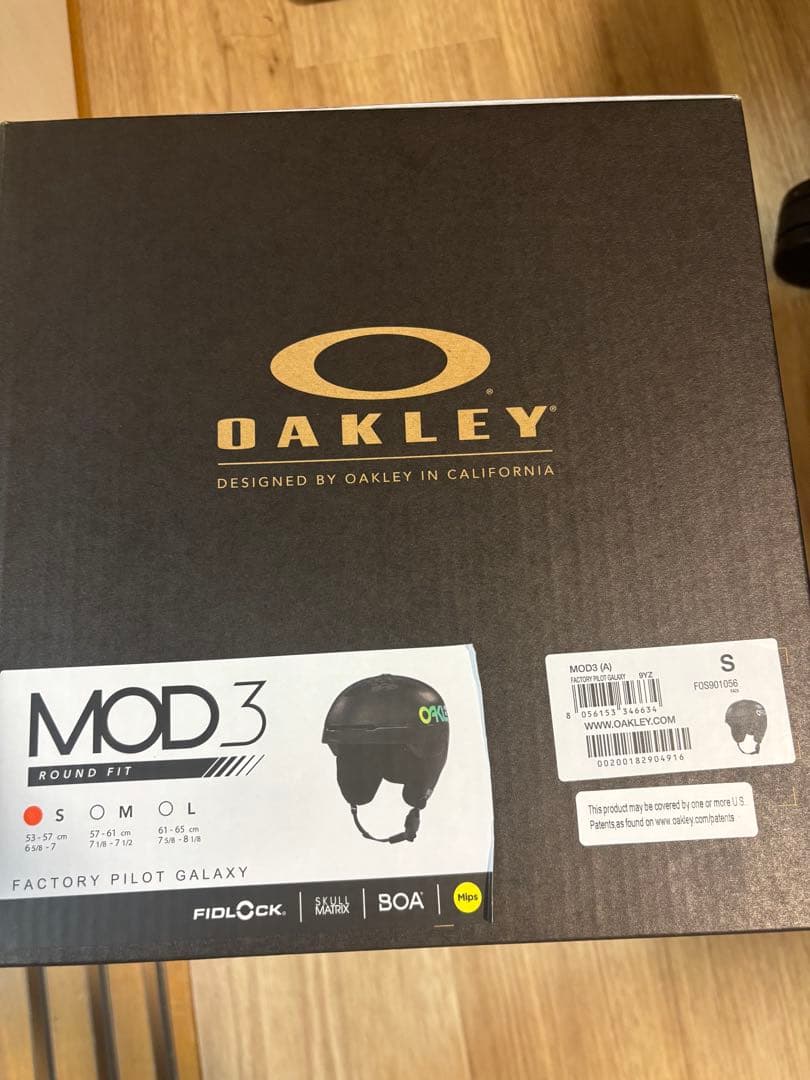 OAKLEY®
DESIGNED BY OAKLEY IN CALIFORNIA
MOD3
ROUND FIT
S M L
53 - 57 cm 57 - 61 cm 61 - 65 cm
6 5/8 - 7 7 1/8 - 7 1/2 7 5/8 - 8 1/8
FACTORY PILOT GALAXY
FIDLOCK® SKULL MATRIX BOA® Mips
MOD3 (A) S
FACTORY PILOT GALAXY 9YZ
FOS901056
8 056153 346634
WWW.OAKLEY.COM
00200182904916
This product may be covered by one or more U.S.
Patents,as found on www.oakley.com/patents